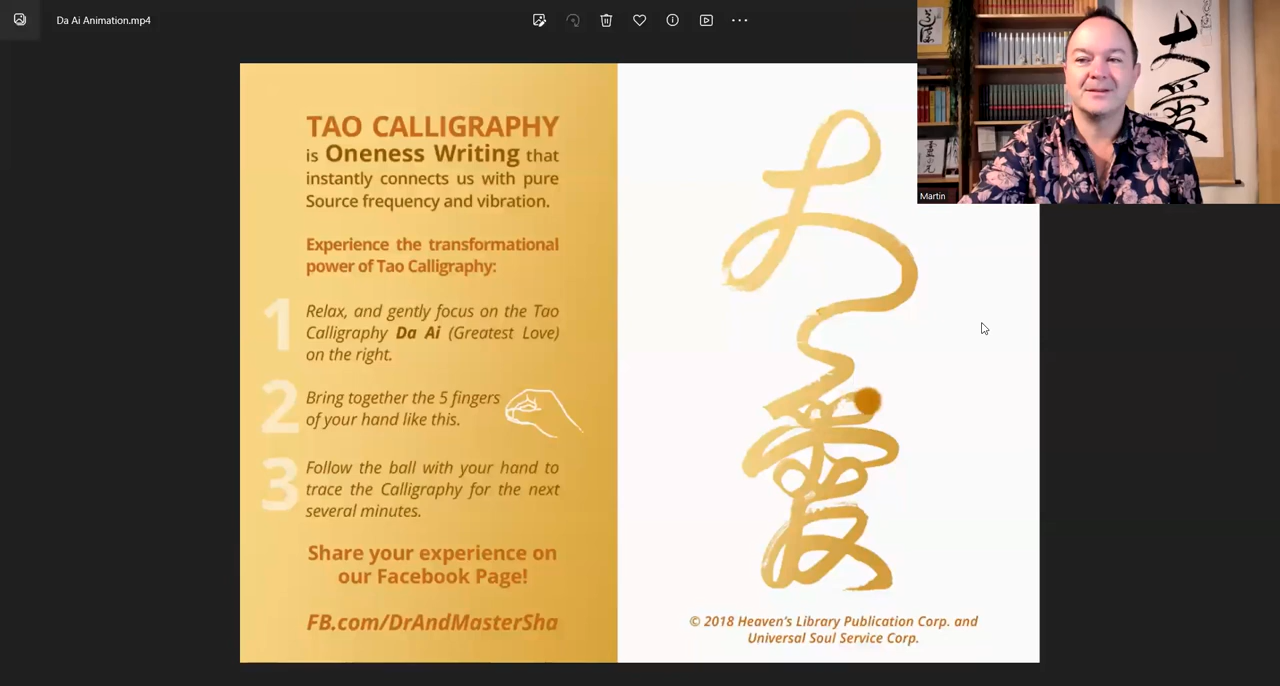 Da Ai Animation.mp4
TAO CALLIGRAPHY
is Oneness Writing that
instantly connects us with pure
Source frequency and vibration.
Experience the transformational
power of Tao Calligraphy:
1
Relax, and gently focus on the Tao
Calligraphy Da Ai (Greatest Love)
on the right.
2
Bring together the 5 fingers
of your hand like this.
3
Follow the ball with your hand to
trace the Calligraphy for the next
several minutes.
Share your experience on
our Facebook Page!
FB.com/DrAndMasterSha
大愛
© 2018 Heaven's Library Publication Corp. and
Universal Soul Service Corp.
Martin
大愛